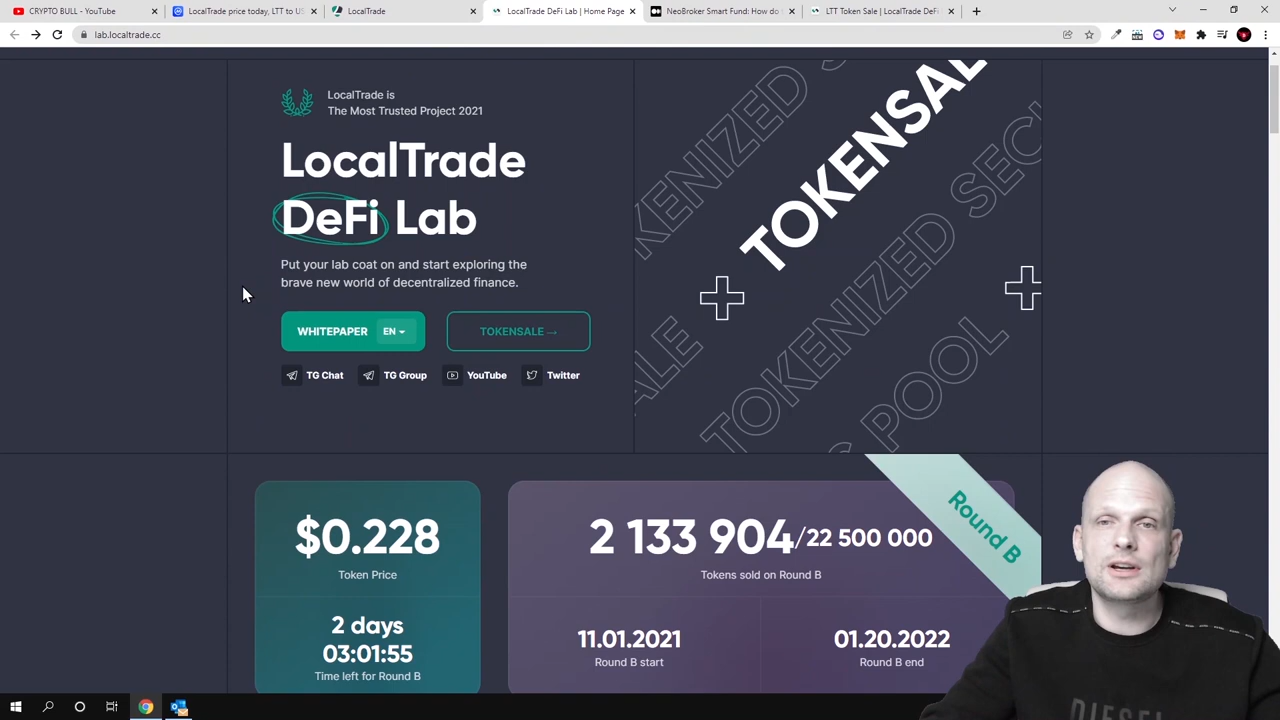 CRYPTO BULL - YouTube
LocalTrade price today, LTT to US
LocalTrade
LocalTrade DeFi Lab | Home Page
NeoBroker Smart Fund: How do
LTT Token Sale | LocalTrade DeFi
lab.localtrade.cc
LocalTrade is
The Most Trusted Project 2021
LocalTrade
DeFi Lab
Put your lab coat on and start exploring the
brave new world of decentralized finance.
WHITEPAPER EN
TOKENSALE →
TG Chat TG Group YouTube Twitter
KENIZED S
TOKENSAL
TOKENIZED SECU
ALE
TOKENIZED
S POOL
Round B
$0.228
Token Price
2 days
03:01:55
Time left for Round B
2 133 904/22 500 000
Tokens sold on Round B
11.01.2021
Round B start
01.20.2022
Round B end
DIESEL